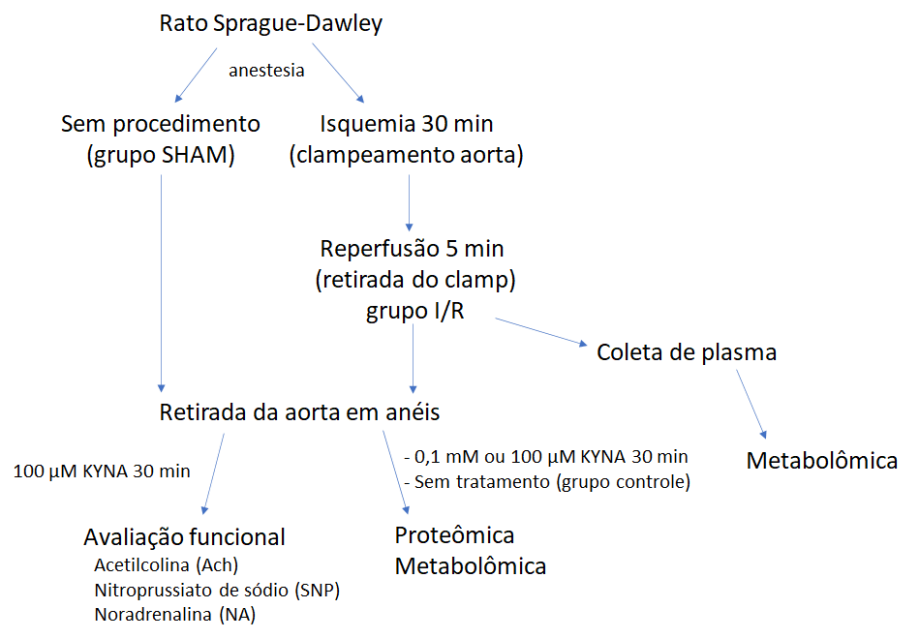 Rato Sprague-Dawley
anestesia
Sem procedimento
(grupo SHAM)
Isquemia 30 min
(clampeamento aorta)
Reperfusão 5 min
(retirada do clamp)
grupo I/R
Coleta de plasma
Retirada da aorta em anéis
100 µM KYNA 30 min
- 0,1 mM ou 100 µM KYNA 30 min
- Sem tratamento (grupo controle)
Metabolômica
Avaliação funcional
Acetilcolina (Ach)
Nitroprussiato de sódio (SNP)
Noradrenalina (NA)
Proteômica
Metabolômica